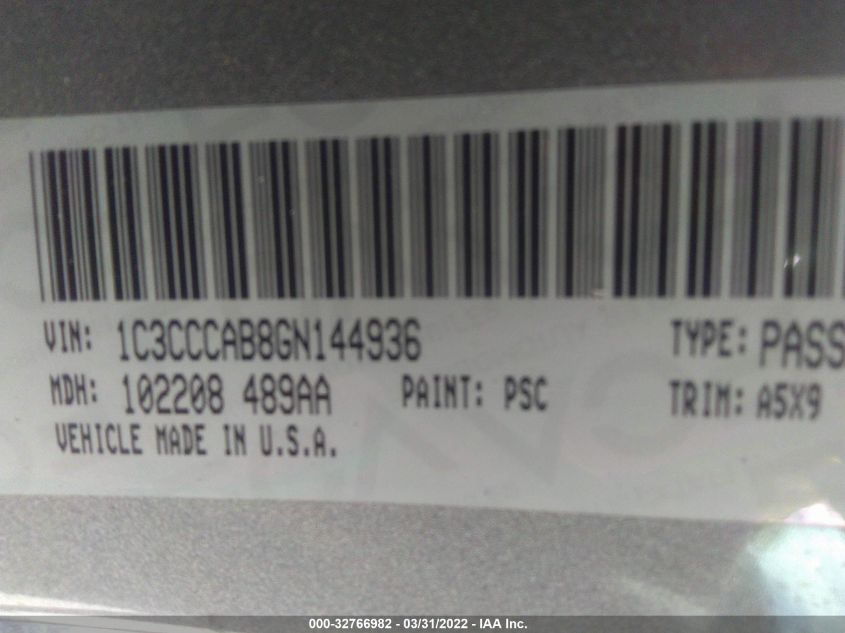 VIN: 1C3CCCAB8GN144936 TYPE: PASS
MDH: 102208 489AA PAINT: PSC TRIM: A5X9
VEHICLE MADE IN U.S.A.
000-32766982 - 03/31/2022 - IAA Inc.